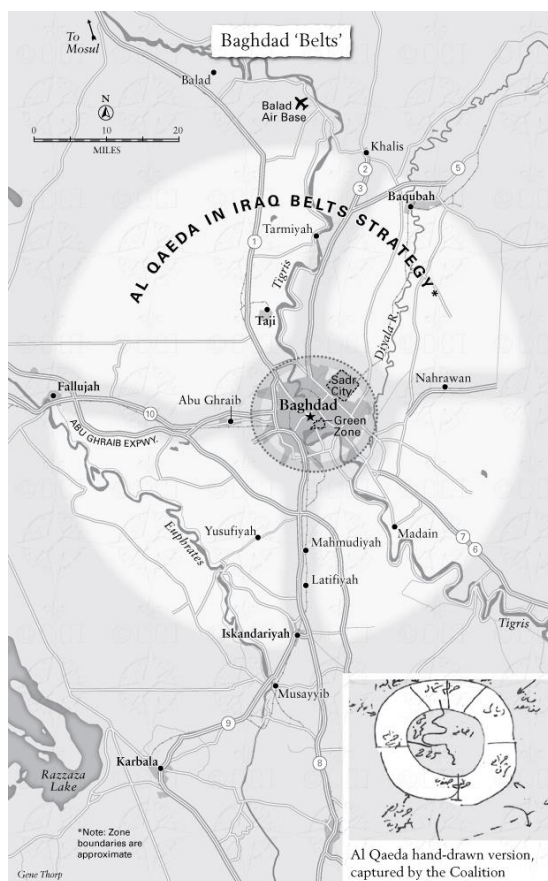 Baghdad 'Belts'
To
Mosul
Balad
N
Balad
Air Base
0
10
20
MILES
Khalis
2
3
5
Baqubah
AL QAEDA IN IRAQ BELTS STRATEGY*
1
Tarmiyah
Tigris
Taji
Diyala R.
Sadr
City
Nahrawan
Fallujah
Abu Ghraib
Baghdad
Green
Zone
10
ABU GHRAIB EXPWY.
Euphrates
Yusufiyah
Mahmudiyah
Madain
7
6
Latifiyah
Tigris
Iskandariyah
Musayyib
9
Karbala
8
Razzaza
Lake
*Note: Zone
boundaries are
approximate
Gene Thorp
Al Qaeda hand-drawn version,
captured by the Coalition